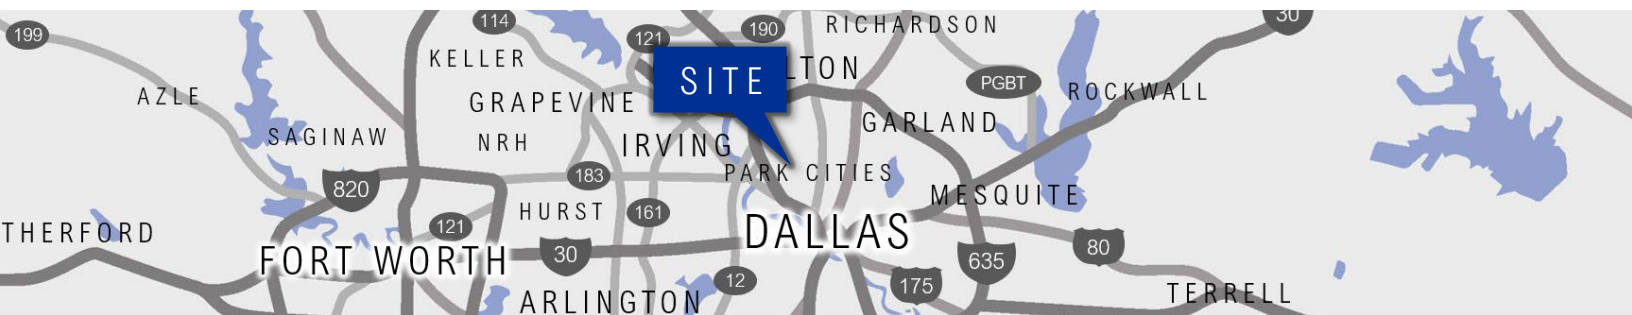 114
30
190
RICHARDSON
199
121
KELLER
LTON
SITE
PGBT
ROCKWALL
AZLE
GRAPEVINE
GARLAND
SAGINAW
NRH
IRVING
PARK CITIES
183
820
MESQUITE
HURST
161
121
THERFORD
DALLAS
80
30
FORT WORTH
635
12
175
TERRELL
ARLINGTON